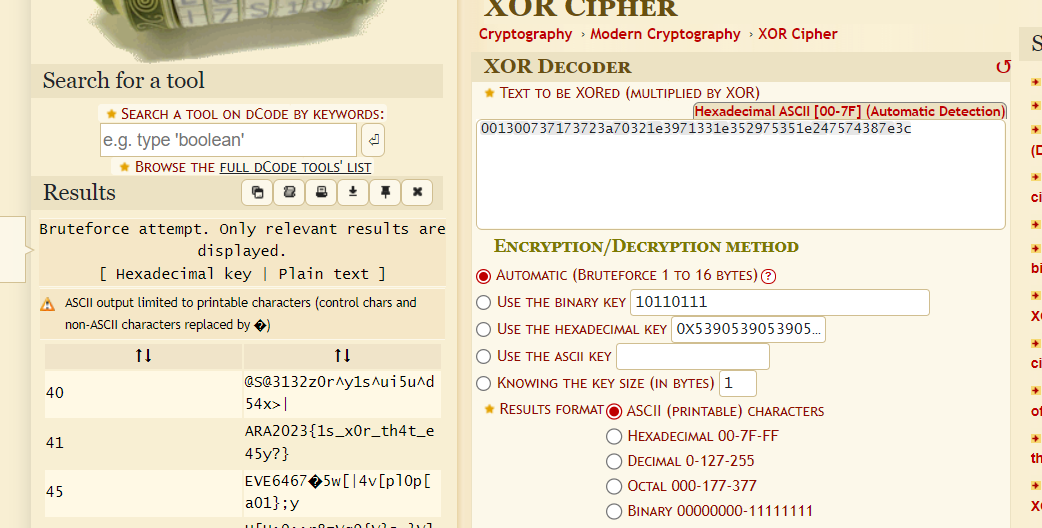 XOR CIPHER
Cryptography › Modern Cryptography › XOR Cipher
Search for a tool
SEARCH A TOOL ON DCODE BY KEYWORDS:
e.g. type 'boolean'
BROWSE THE FULL DCODE TOOLS' LIST
Results
Bruteforce attempt. Only relevant results are
displayed.
[ Hexadecimal key | Plain text ]
ASCII output limited to printable characters (control chars and
non-ASCII characters replaced by �)
↑↓ ↑↓
40 @S@3132z0r^y1s^ui5u^d
54x>|
41 ARA2023{1s_x0r_th4t_e
45y?}
45 EVE6467�5w[|4v[pl0p[
a01};y
XOR DECODER
TEXT TO BE XORED (MULTIPLIED BY XOR)
Hexadecimal ASCII [00-7F] (Automatic Detection)
001300737173723a70321e3971331e352975351e247574387e3c
ENCRYPTION/DECRYPTION METHOD
AUTOMATIC (BRUTEFORCE 1 TO 16 BYTES) (?)
USE THE BINARY KEY 10110111
USE THE HEXADECIMAL KEY 0X5390539053905...
USE THE ASCII KEY
KNOWING THE KEY SIZE (IN BYTES) 1
RESULTS FORMAT ASCII (PRINTABLE) CHARACTERS
HEXADECIMAL 00-7F-FF
DECIMAL 0-127-255
OCTAL 000-177-377
BINARY 00000000-11111111